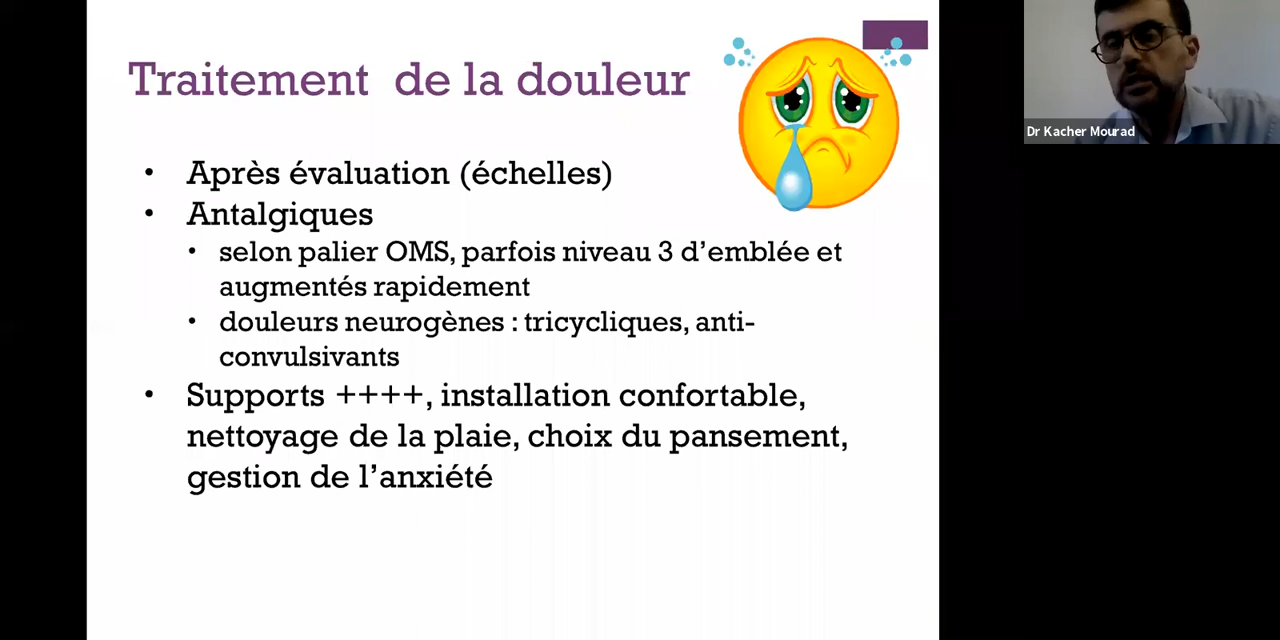 Traitement de la douleur
• Après évaluation (échelles)
• Antalgiques
• selon palier OMS, parfois niveau 3 d’emblée et
augmentés rapidement
• douleurs neurogènes : tricycliques, anti-
convulsivants
• Supports ++++, installation confortable,
nettoyage de la plaie, choix du pansement,
gestion de l’anxiété
Dr Kacher Mourad